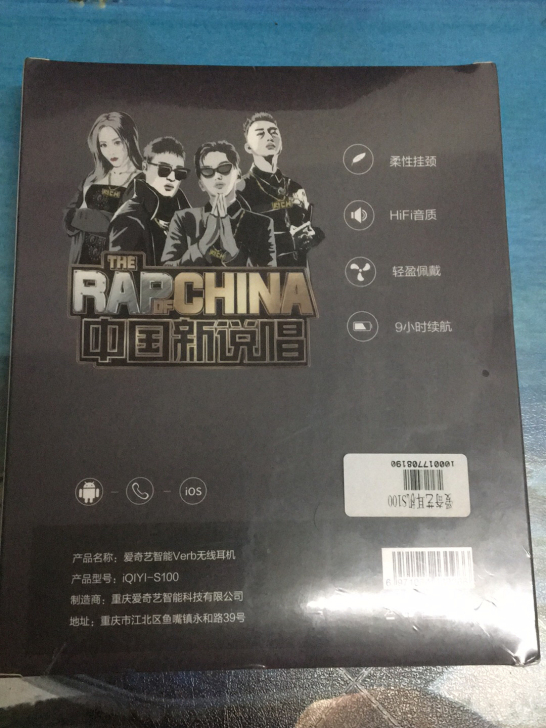 THE
RAP OF CHINA
中国新说唱
柔性挂颈
HiFi音质
轻盈佩戴
9小时续航
iOS
爱奇艺耳机S100
100017708190
产品名称：爱奇艺智能Verb无线耳机
产品型号：iQIYI-S100
制造商：重庆爱奇艺智能科技有限公司
地址：重庆市江北区鱼嘴镇永和路39号